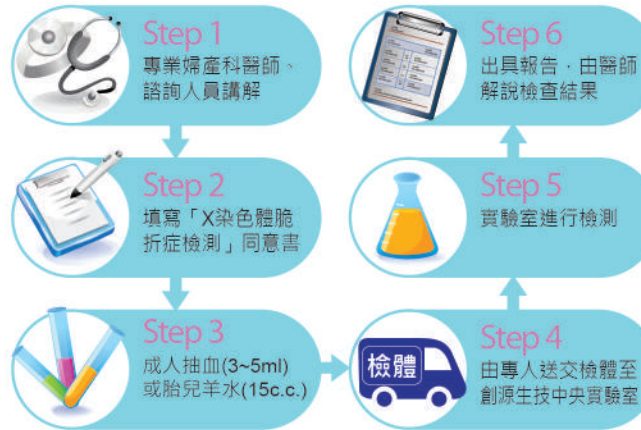 Step 1
專業婦產科醫師、
諮詢人員講解
Step 2
填寫「X染色體脆
折症檢測」同意書
Step 3
成人抽血(3~5ml)
或胎兒羊水(15c.c.)
Step 4
由專人送交檢體至
創源生技中央實驗室
檢體
Step 5
實驗室進行檢測
Step 6
出具報告，由醫師
解說檢查結果